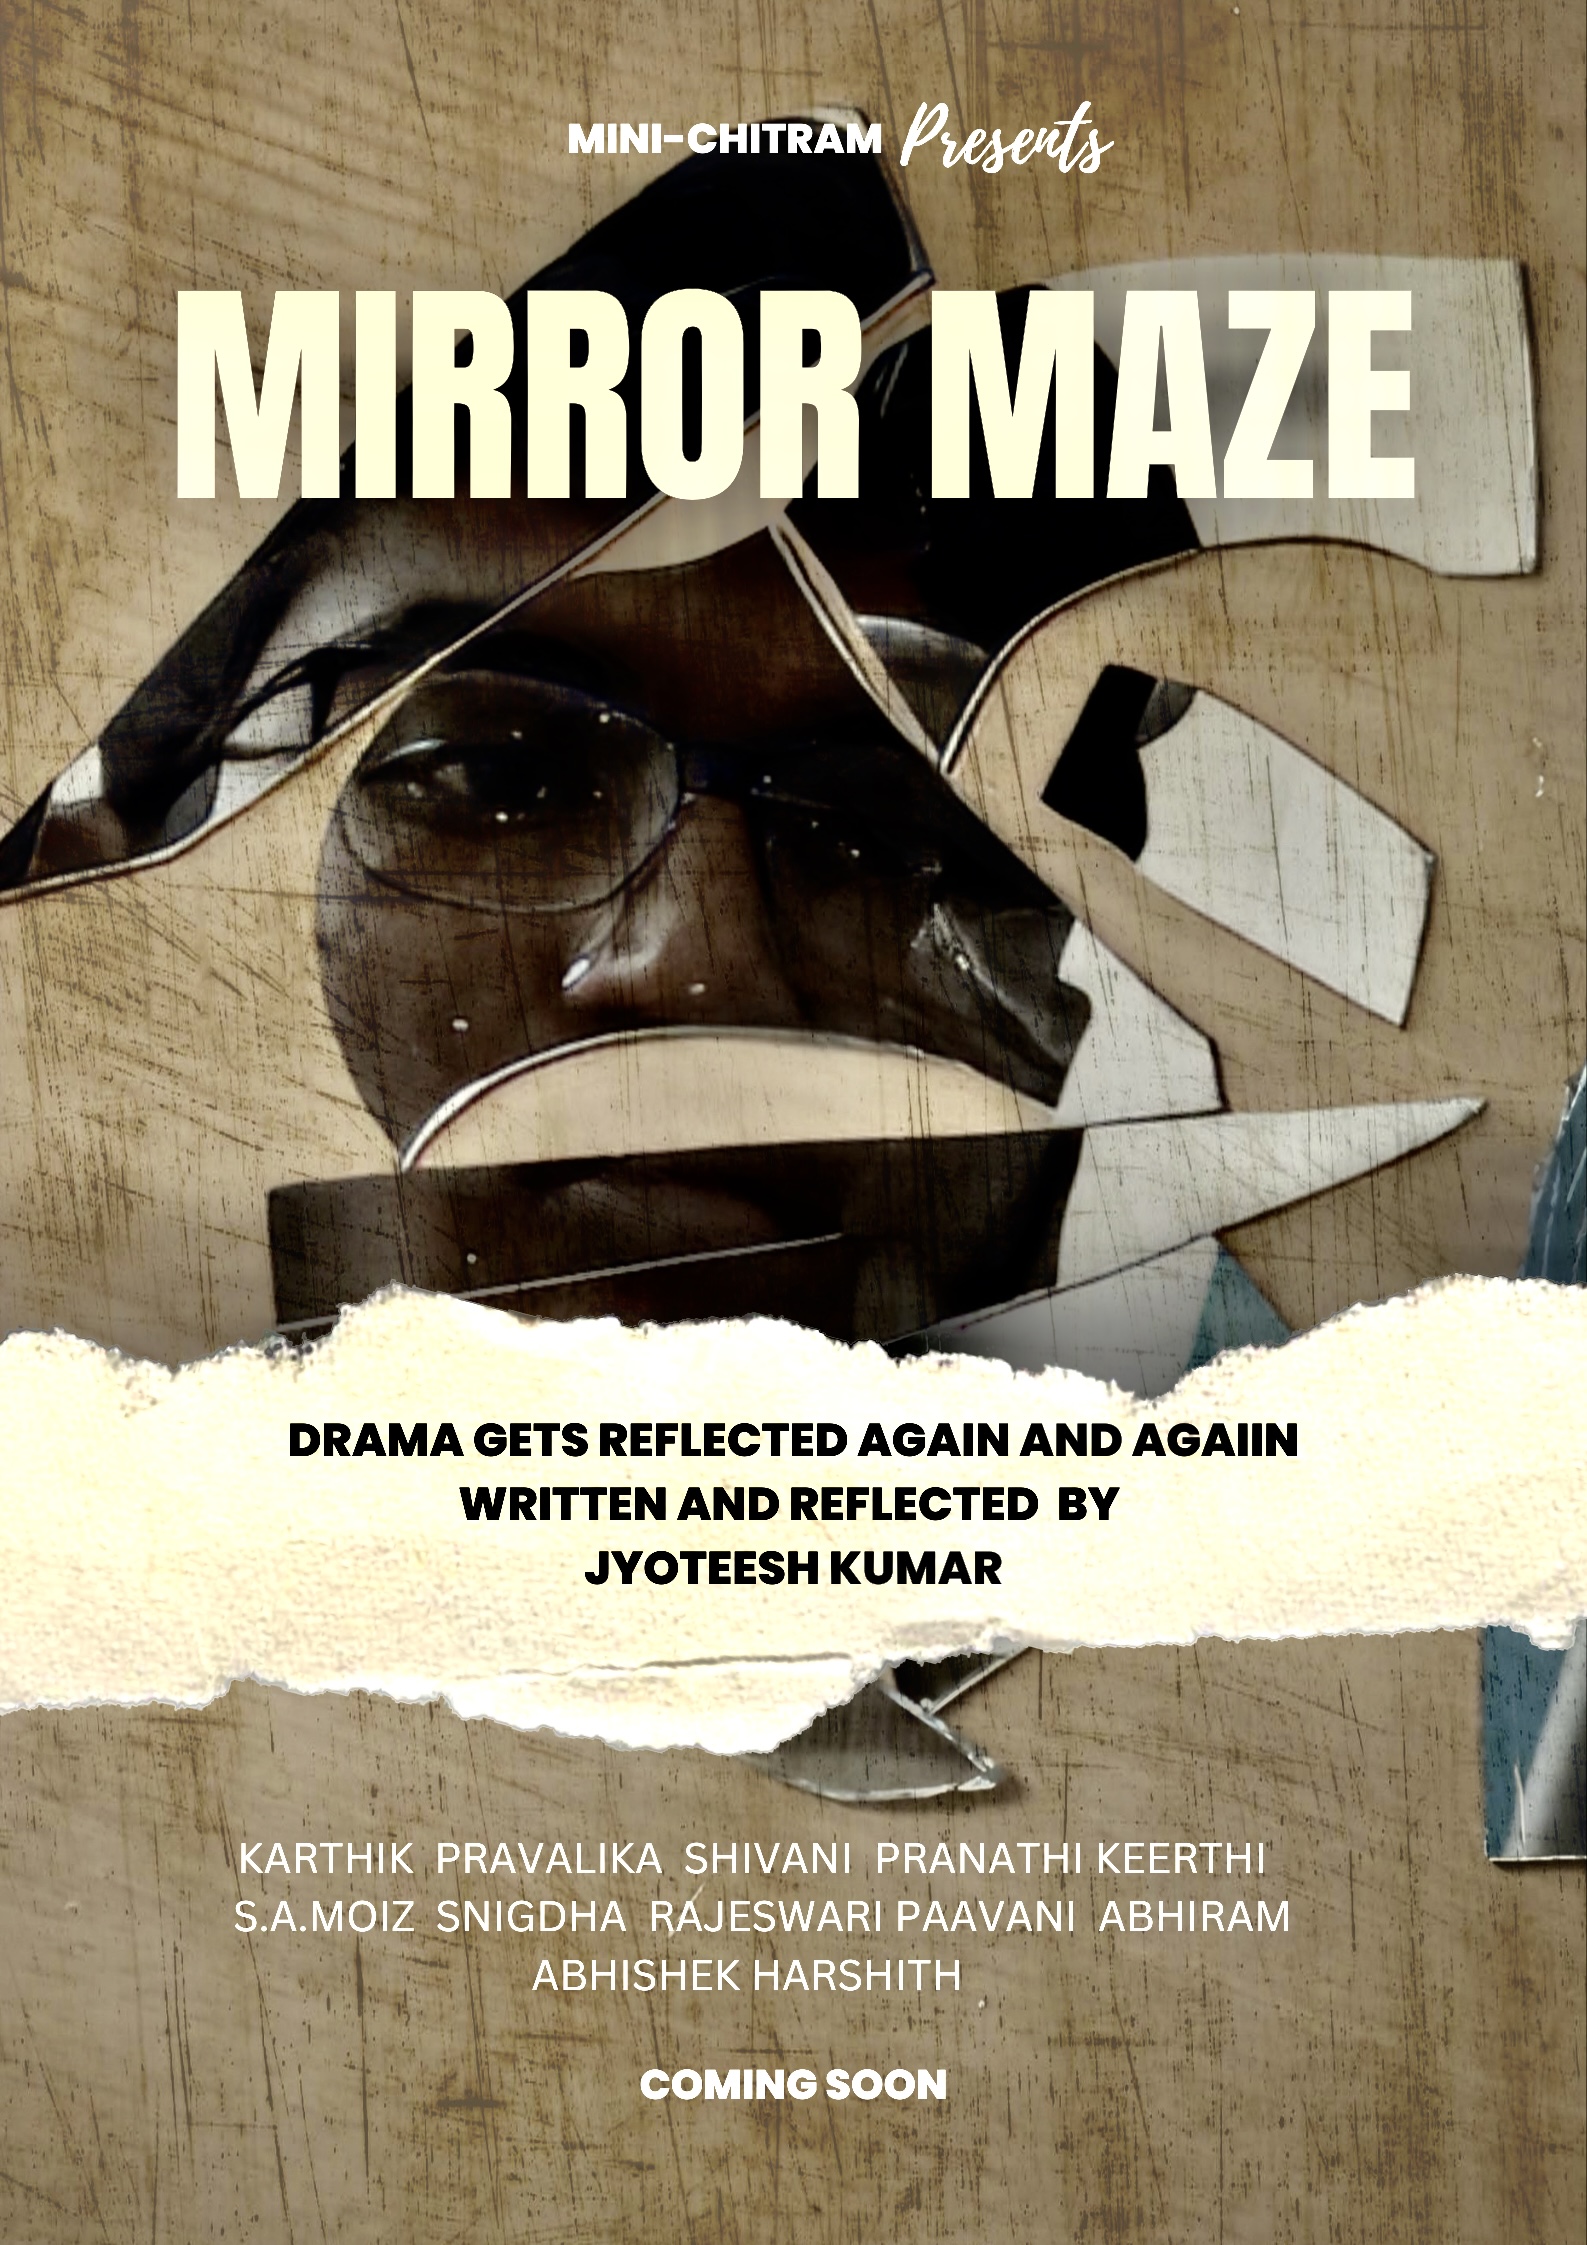 MINI-CHITRAM Presents
MIRROR MAZE
DRAMA GETS REFLECTED AGAIN AND AGAIIN
WRITTEN AND REFLECTED BY
JYOTEESH KUMAR
KARTHIK PRAVALIKA SHIVANI PRANATHI KEERTHI
S.A.MOIZ SNIGDHA RAJESWARI PAAVANI ABHIRAM
ABHISHEK HARSHITH
COMING SOON